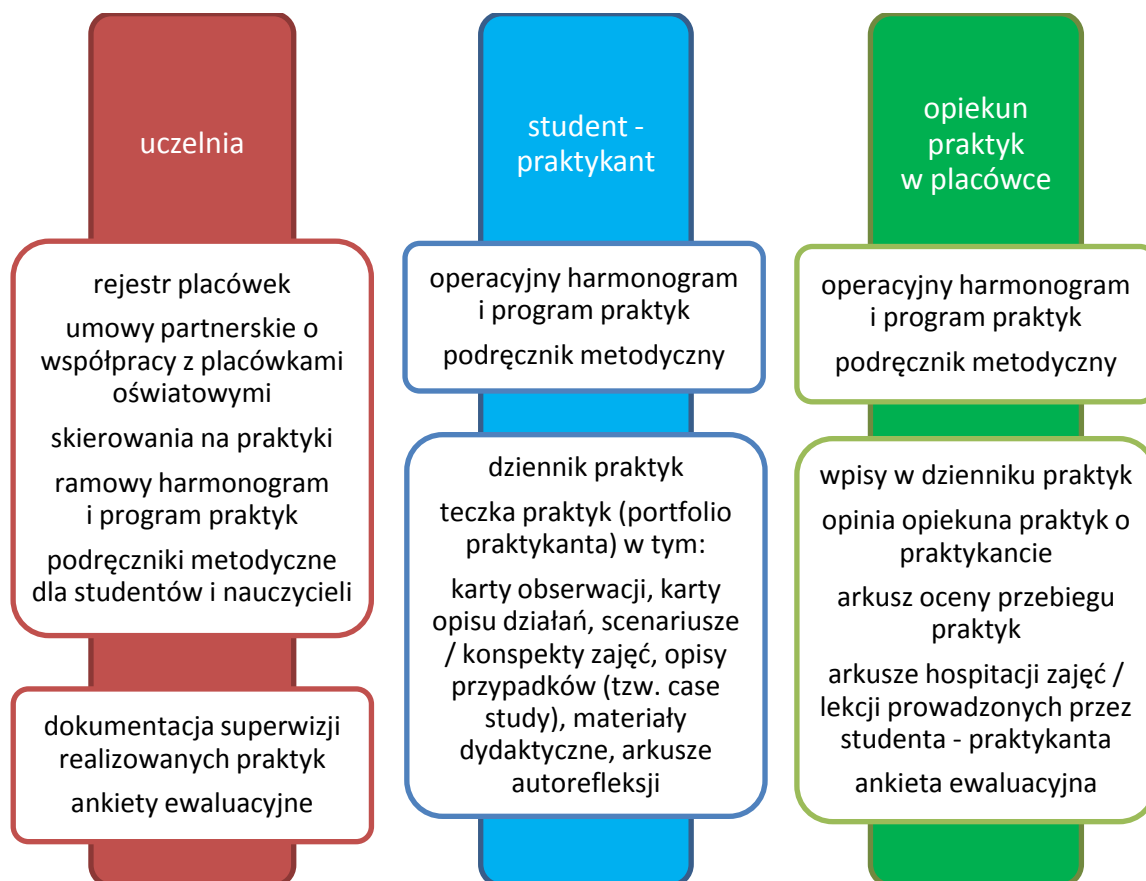 uczelnia
rejestr placówek
umowy partnerskie o
współpracy z placówkami
oświatowymi
skierowania na praktyki
ramowy harmonogram
i program praktyk
podręczniki metodyczne
dla studentów i nauczycieli
dokumentacja superwizji
realizowanych praktyk
ankiety ewaluacyjne
student -
praktykant
operacyjny harmonogram
i program praktyk
podręcznik metodyczny
dziennik praktyk
teczka praktyk (portfolio
praktykanta) w tym:
karty obserwacji, karty
opisu działań, scenariusze
/ konspekty zajęć, opisy
przypadków (tzw. case
study), materiały
dydaktyczne, arkusze
autorefleksji
opiekun
praktyk
w placówce
operacyjny harmonogram
i program praktyk
podręcznik metodyczny
wpisy w dzienniku praktyk
opinia opiekuna praktyk o
praktykancie
arkusz oceny przebiegu
praktyk
arkusze hospitacji zajęć /
lekcji prowadzonych przez
studenta - praktykanta
ankieta ewaluacyjna